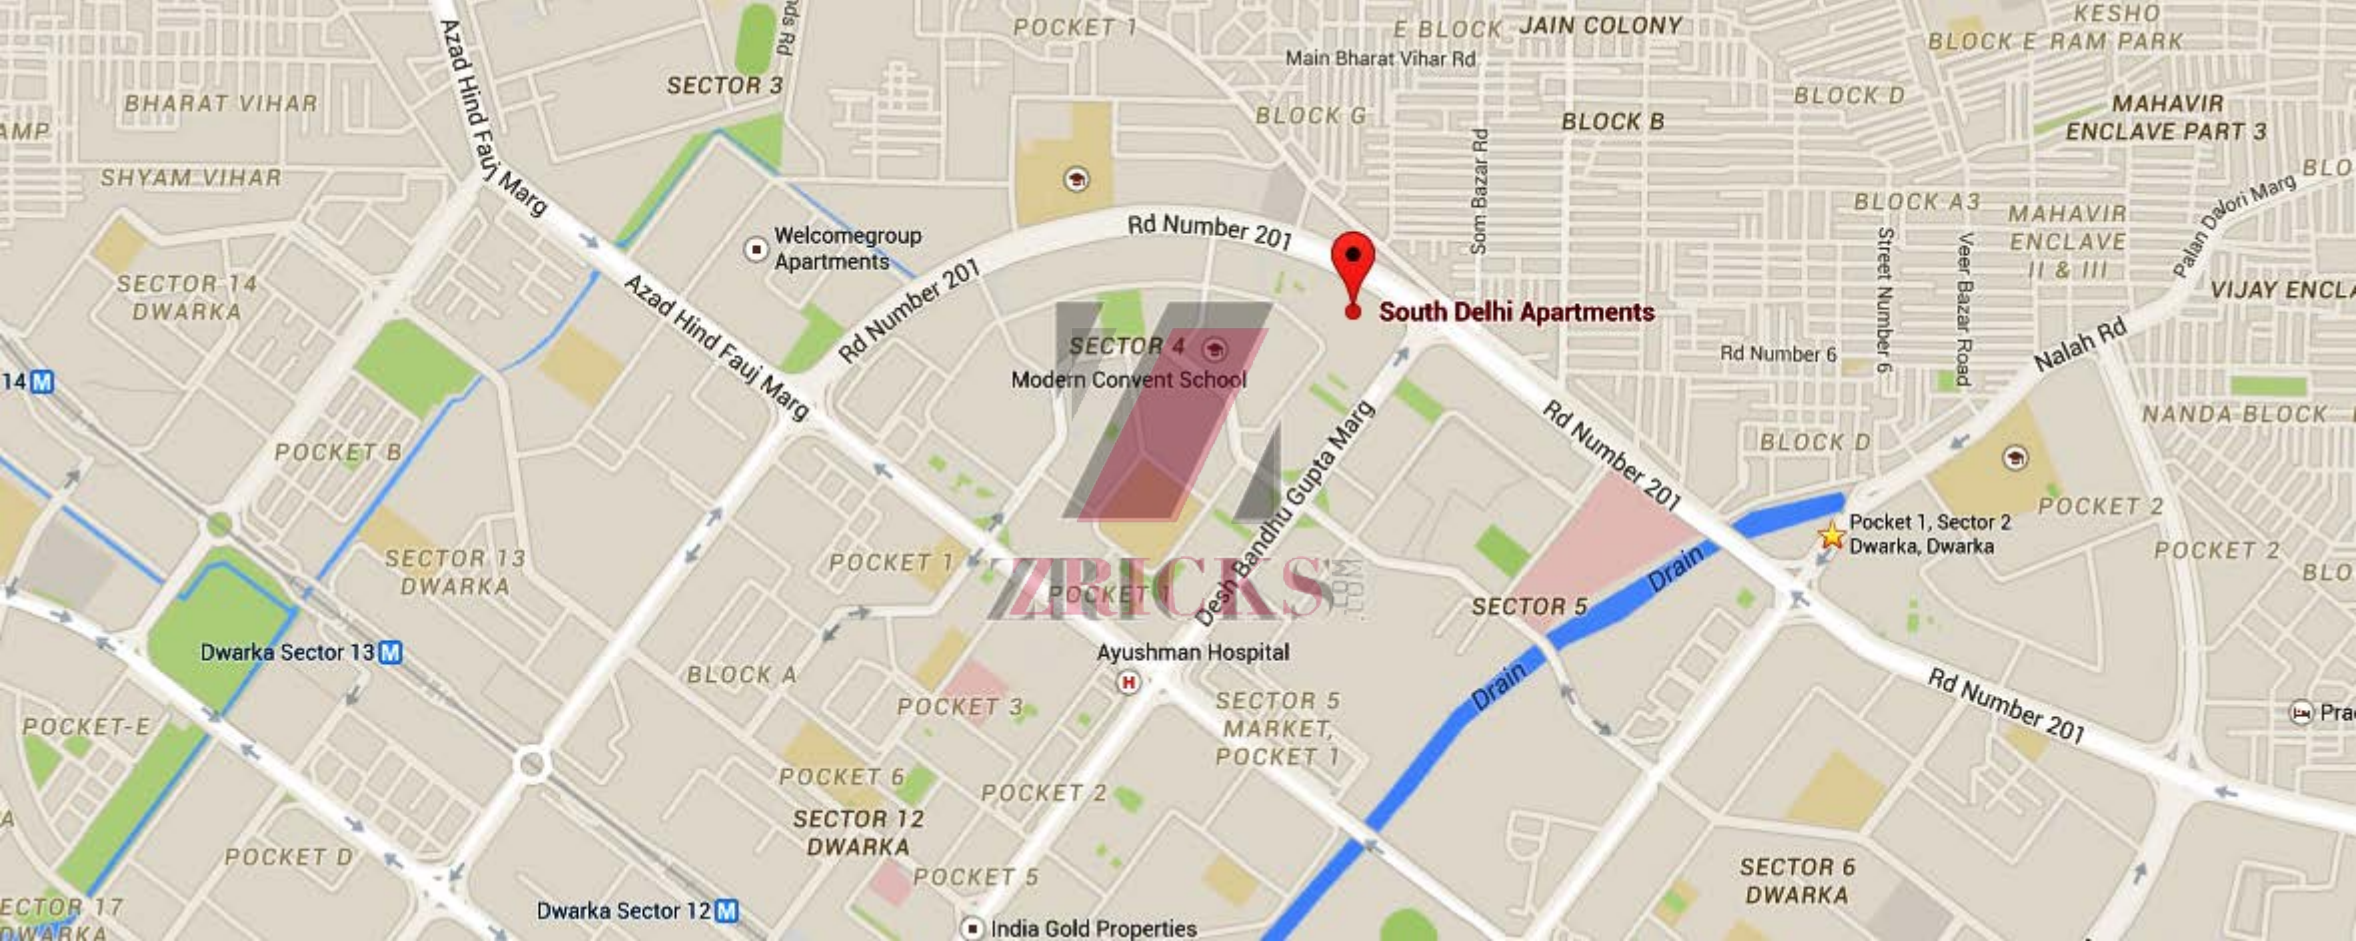 Azad Hind Fauj Marg
SECTOR 3
POCKET 1
E BLOCK
JAIN COLONY
KESHO
BLOCK E RAM PARK
Main Bharat Vihar Rd
BHARAT VIHAR
BLOCK G
BLOCK B
BLOCK D
MAHAVIR
ENCLAVE PART 3
SHYAM VIHAR
Som Bazar Rd
BLOCK A3
MAHAVIR
ENCLAVE
II & III
Palan Dalori Marg
Rd Number 201
Welcomegroup
Apartments
SECTOR 14
DWARKA
Azad Hind Fauj Marg
Rd Number 201
South Delhi Apartments
Street Number 6
Veer Bazar Road
Nalah Rd
SECTOR 4
Modern Convent School
Rd Number 6
14 M
POCKET B
Desh Bandhu Gupta Marg
Rd Number 201
BLOCK D
NANDA BLOCK
POCKET 2
Pocket 1, Sector 2
Dwarka, Dwarka
POCKET 2
SECTOR 13
DWARKA
POCKET 1
POCKET 1
ZRICKS
.COM
Drain
SECTOR 5
Dwarka Sector 13 M
Ayushman Hospital
H
BLOCK A
POCKET 3
SECTOR 5
MARKET,
POCKET 1
Drain
Rd Number 201
POCKET-E
POCKET 6
POCKET 2
SECTOR 12
DWARKA
POCKET D
POCKET 5
SECTOR 6
DWARKA
Dwarka Sector 12 M
India Gold Properties
DWARKA